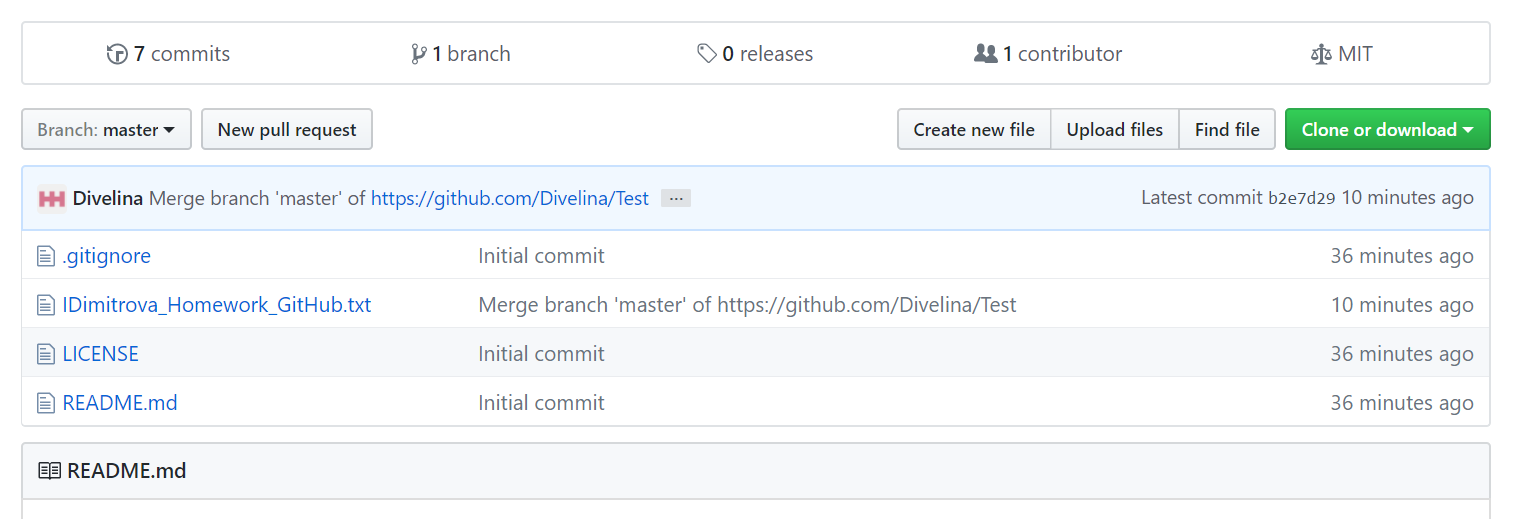 7 commits 1 branch 0 releases 1 contributor MIT
Branch: master New pull request Create new file Upload files Find file Clone or download
Divelina Merge branch 'master' of https://github.com/Divelina/Test ... Latest commit b2e7d29 10 minutes ago
.gitignore Initial commit 36 minutes ago
IDimitrova_Homework_GitHub.txt Merge branch 'master' of https://github.com/Divelina/Test 10 minutes ago
LICENSE Initial commit 36 minutes ago
README.md Initial commit 36 minutes ago
README.md